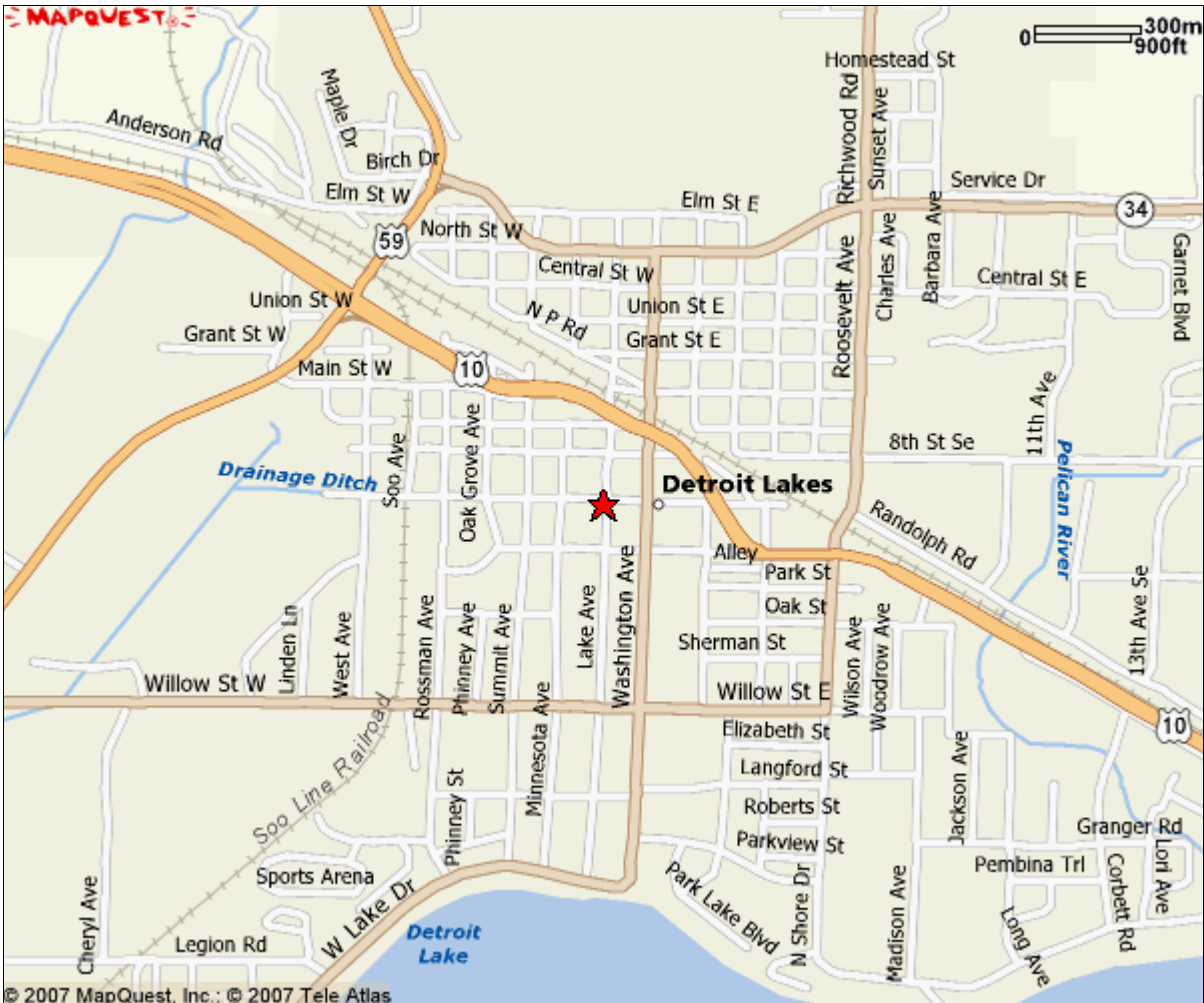 MAPQUEST
300m
0
900ft
Homestead St
Maple Dr
Richwood Rd
Sunset Ave
Anderson Rd
Birch Dr
Elm St W
Elm St E
Service Dr
34
North St W
59
Barbara Ave
Charles Ave
Roosevelt Ave
Garnet Blvd
Central St W
Central St E
Union St W
Union St E
N P Rd
Grant St W
Grant St E
Main St W
10
11th Ave
8th St Se
Oak Grove Ave
Soo Ave
Drainage Ditch
Detroit Lakes
Pelican River
Randolph Rd
Alley
Park St
Oak St
Sherman St
Linden Ln
West Ave
Rossman Ave
Phinney Ave
Summit Ave
Lake Ave
Washington Ave
Wilson Ave
Woodrow Ave
13th Ave Se
Willow St W
Willow St E
Minnesota Ave
Elizabeth St
10
Soo Line Railroad
Langford St
Jackson Ave
Phinney St
Roberts St
Parkview St
Granger Rd
Lori Ave
Sports Arena
Pembina Trl
Corbett Rd
Park Lake Blvd
N Shore Dr
Madison Ave
Long Ave
Cheryl Ave
W Lake Dr
Detroit
Lake
Legion Rd
© 2007 MapQuest, Inc.; © 2007 Tele Atlas